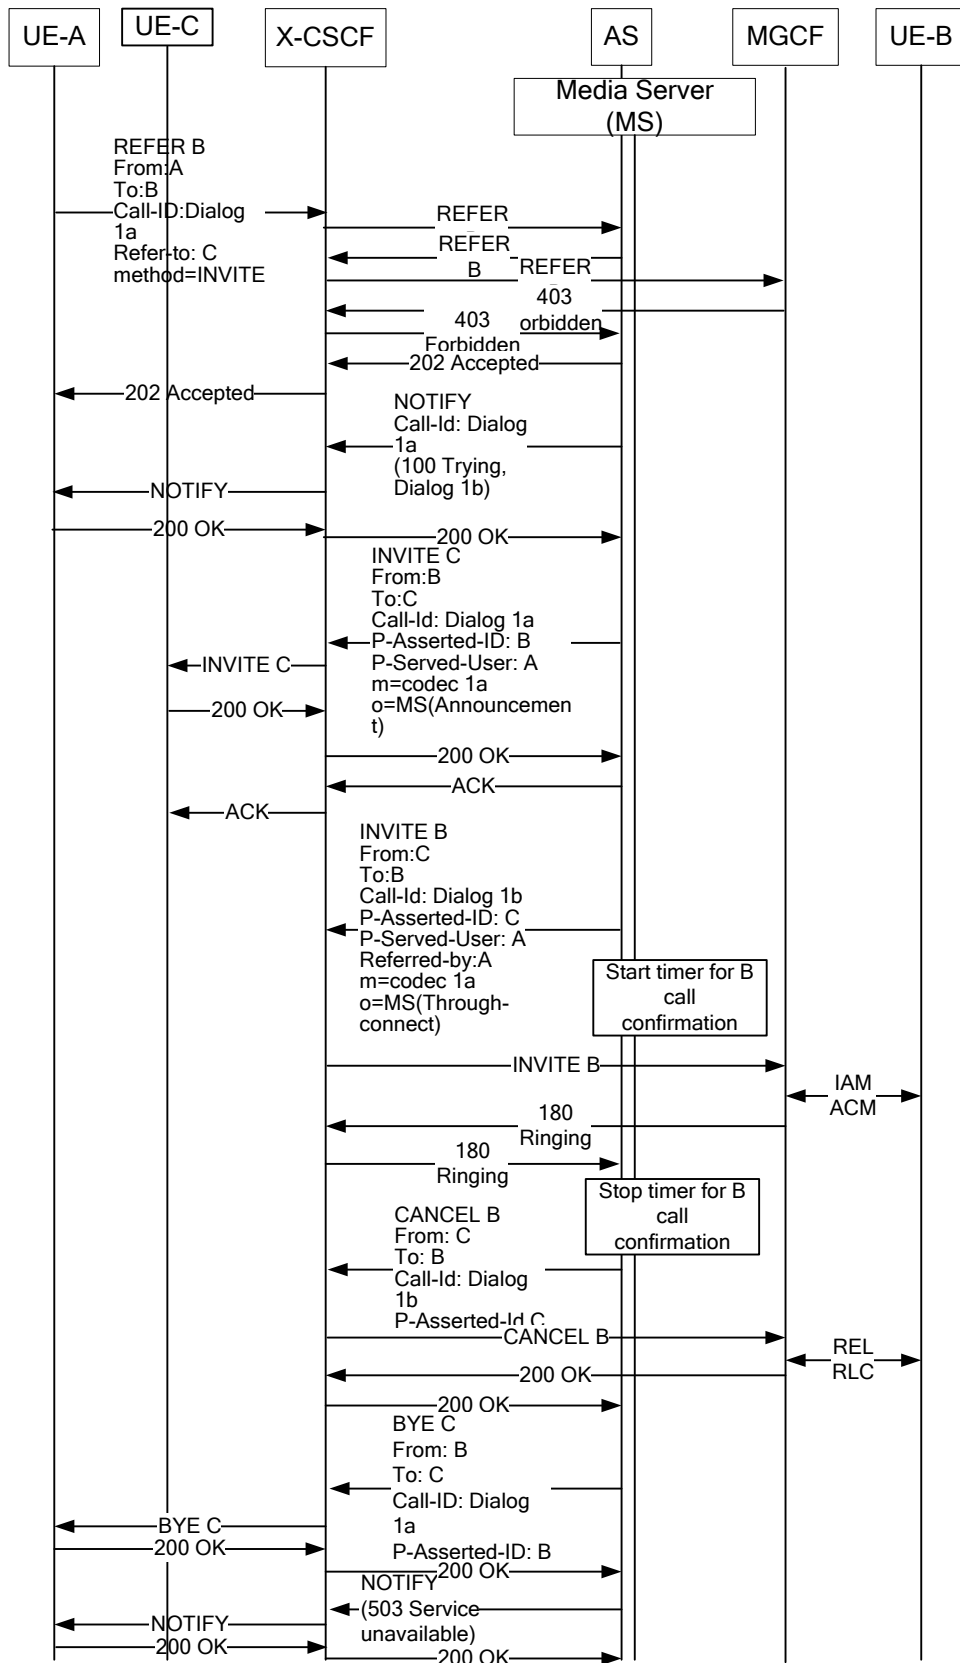 UE-A
UE-C
X-CSCF
AS
MGCF
UE-B
Media Server
(MS)
REFER B
From:A
To:B
Call-ID:Dialog
1a
Refer-to: C
method=INVITE
REFER
REFER
B
REFER
403
orbidden
403
Forbidden
202 Accepted
202 Accepted
NOTIFY
Call-Id: Dialog
1a
(100 Trying,
Dialog 1b)
NOTIFY
200 OK
200 OK
INVITE C
From:B
To:C
Call-Id: Dialog 1a
P-Asserted-ID: B
P-Served-User: A
m=codec 1a
o=MS(Announcemen
t)
INVITE C
200 OK
200 OK
ACK
ACK
INVITE B
From:C
To:B
Call-Id: Dialog 1b
P-Asserted-ID: C
P-Served-User: A
Referred-by:A
m=codec 1a
o=MS(Through-
connect)
Start timer for B
call
confirmation
INVITE B
IAM
ACM
180
Ringing
180
Ringing
Stop timer for B
call
confirmation
CANCEL B
From: C
To: B
Call-Id: Dialog
1b
P-Asserted-Id C
CANCEL B
REL
RLC
200 OK
200 OK
BYE C
From: B
To: C
Call-ID: Dialog
1a
P-Asserted-ID: B
BYE C
200 OK
200 OK
NOTIFY
(503 Service
unavailable)
NOTIFY
200 OK
200 OK